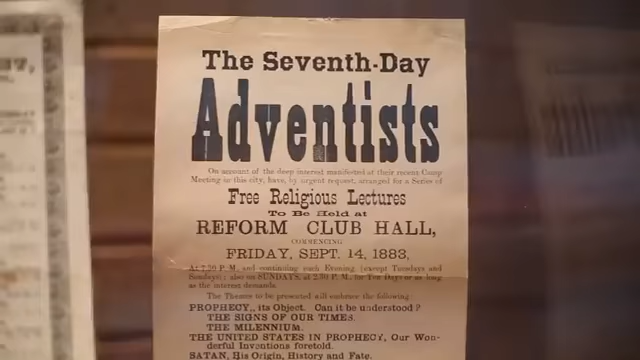 The Seventh-Day
Adventists
On account of the deep interest manifested at their recent Camp
Meeting in this city, have, by urgent request, arranged for a Series of
Free Religious Lectures
To Be Held at
REFORM CLUB HALL,
COMMENCING
FRIDAY, SEPT. 14, 1883,
At 7.30 P. M. and continuing each Evening (except Tuesdays and
Sundays); also on SUNDAYS, at 2.30 P. M. for Ten Days or as long
as the interest demands.
The Themes to be presented will embrace the following:
PROPHECY, its Object. Can it be understood?
THE SIGNS OF OUR TIMES.
THE MILENNIUM.
THE UNITED STATES IN PROPHECY, Our Won-
derful Inventions foretold.
SATAN, His Origin, History and Fate.